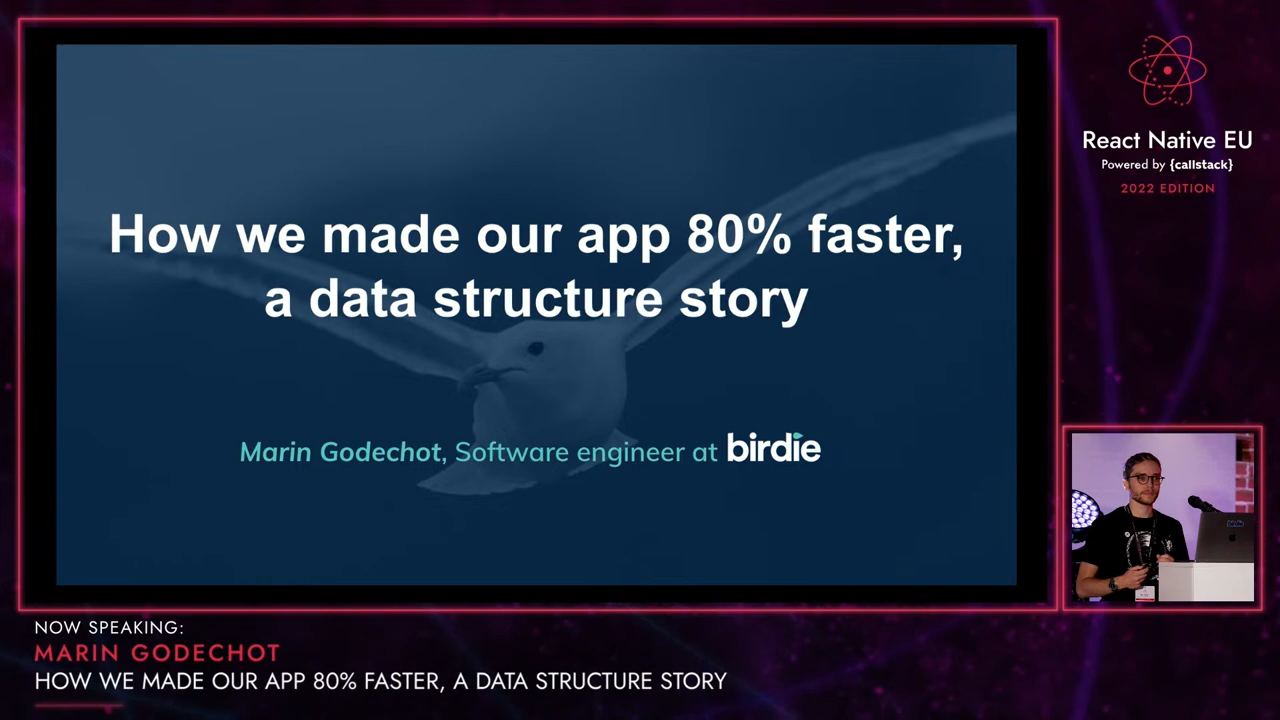 How we made our app 80% faster,
a data structure story
Marin Godechot, Software engineer at birdie
React Native EU
Powered by {callstack}
2022 EDITION
NOW SPEAKING:
MARIN GODECHOT
HOW WE MADE OUR APP 80% FASTER, A DATA STRUCTURE STORY